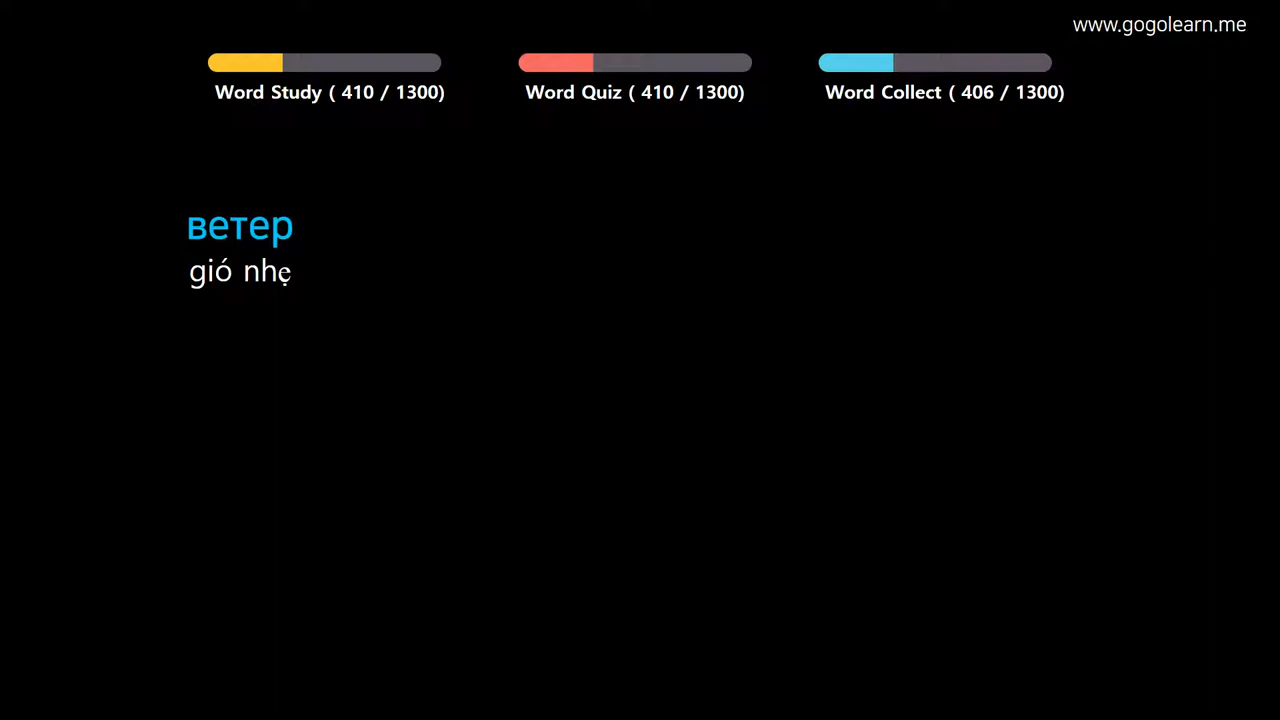 www.gogolearn.me
Word Study ( 410 / 1300)
Word Quiz ( 410 / 1300)
Word Collect ( 406 / 1300)
ветер
gió nhẹ